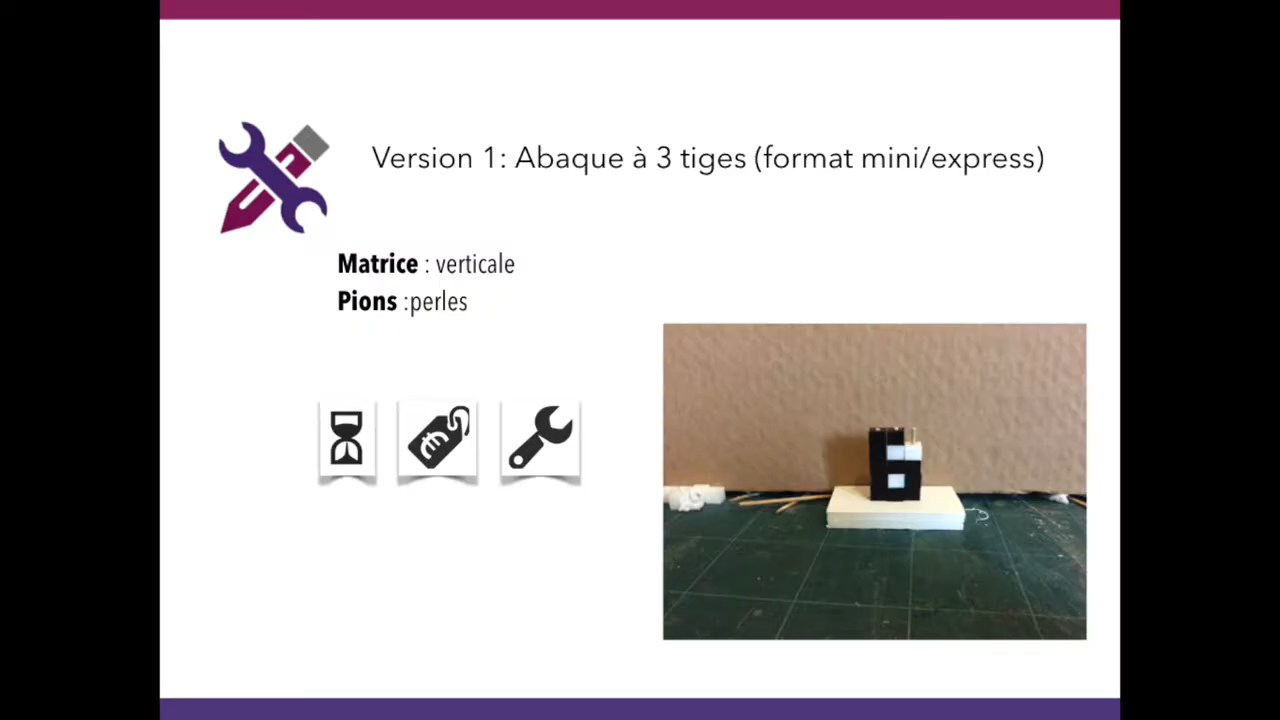 Version 1: Abaque à 3 tiges (format mini/express)
Matrice : verticale
Pions :perles
€